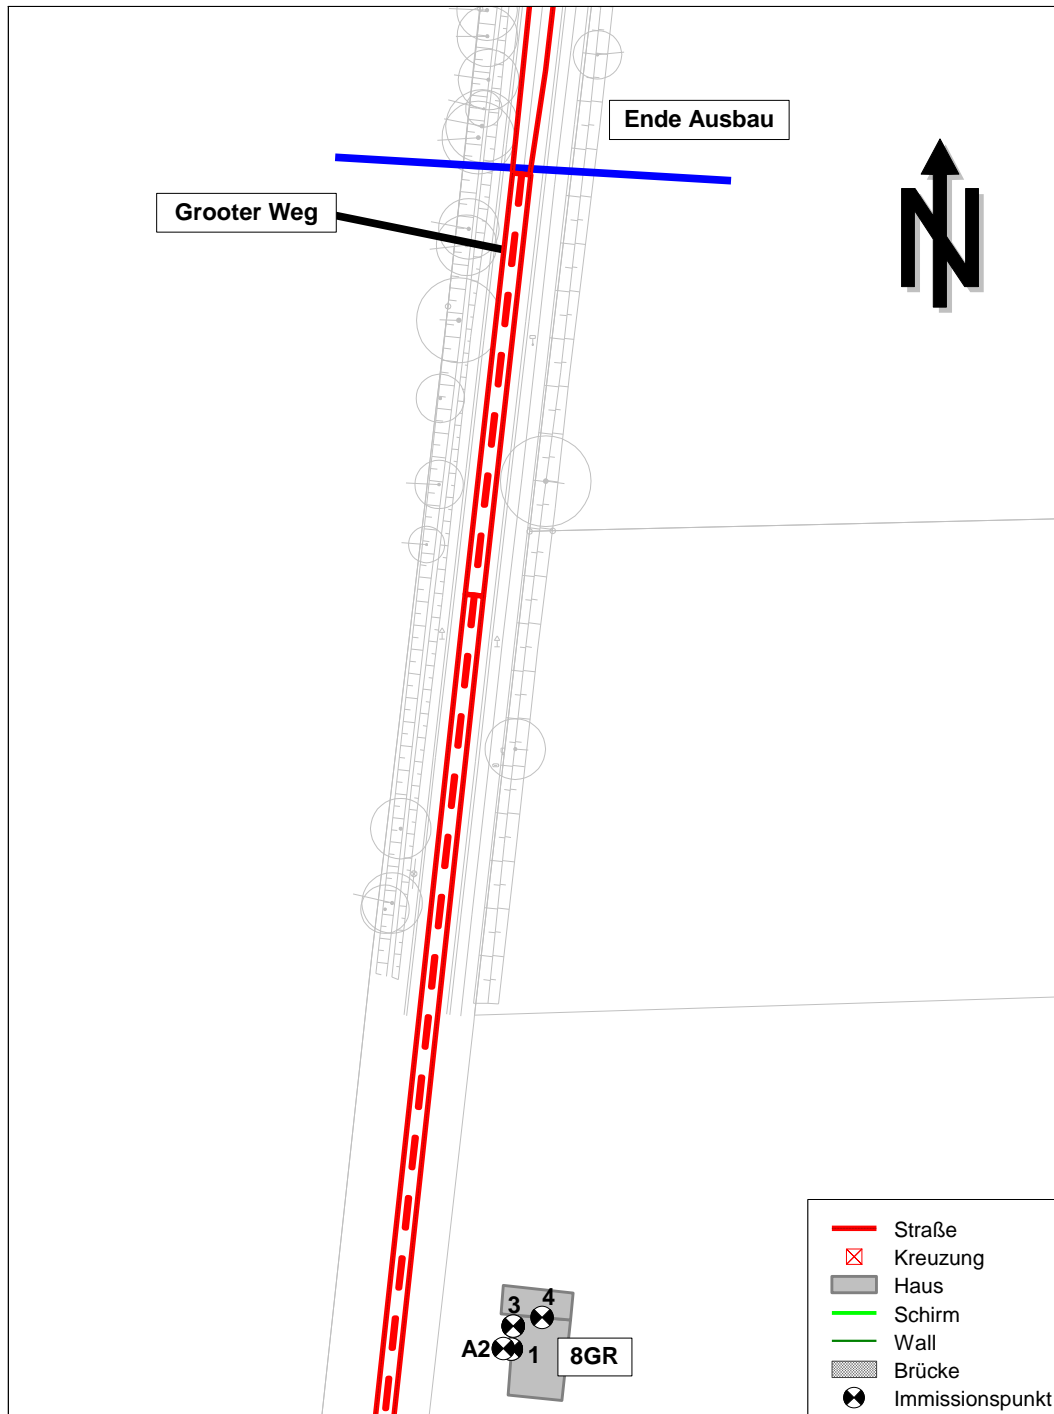 Ende Ausbau
Grooter Weg
N
Straße
Kreuzung
Haus
Schirm
Wall
Brücke
Immissionspunkt
4
3
A2
1
8GR